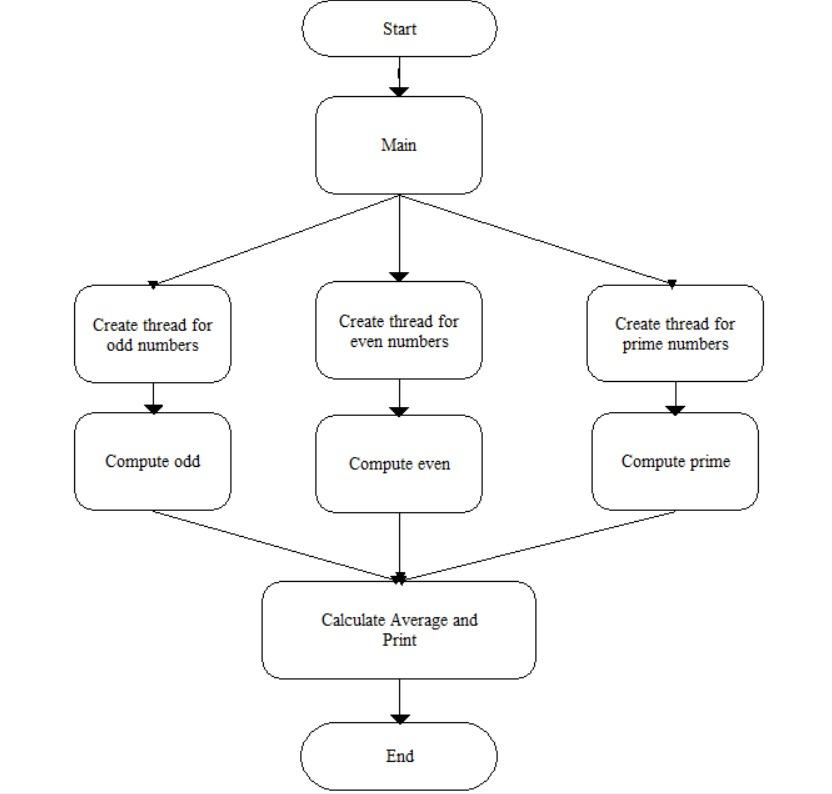 Start
Main
Create thread for
odd numbers
Create thread for
even numbers
Create thread for
prime numbers
Compute odd
Compute even
Compute prime
Calculate Average and
Print
End